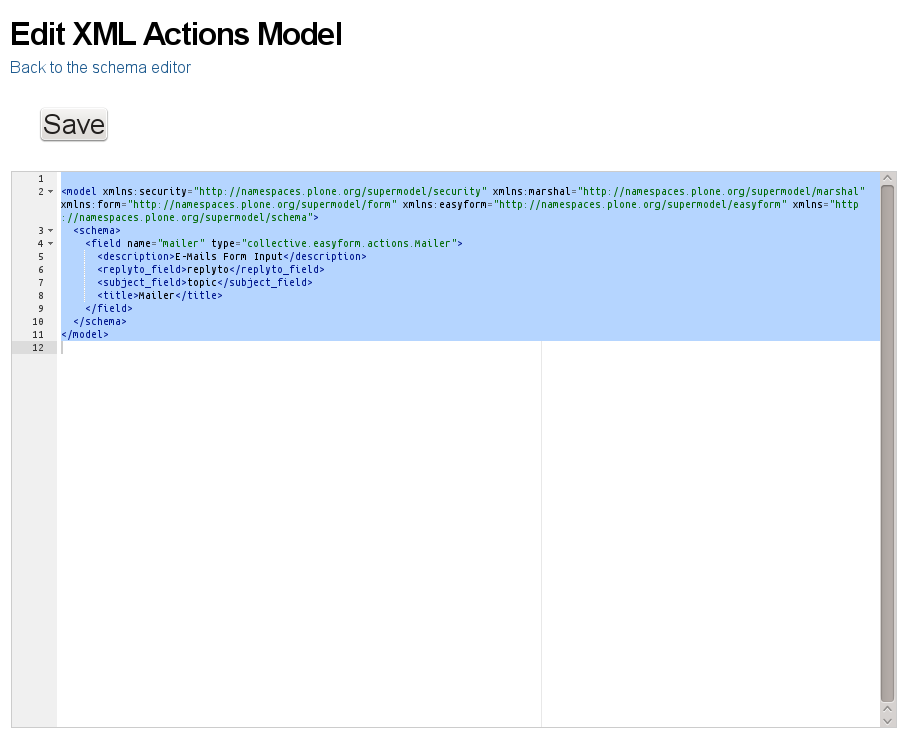 Edit XML Actions Model
Back to the schema editor
Save
1
2 <model xmlns:security="http://namespaces.plone.org/supermodel/security" xmlns:marshal="http://namespaces.plone.org/supermodel/marshal"
xmlns:form="http://namespaces.plone.org/supermodel/form" xmlns:easyform="http://namespaces.plone.org/supermodel/easyform" xmlns="http
://namespaces.plone.org/supermodel/schema">
3 <schema>
4 <field name="mailer" type="collective.easyform.actions.Mailer">
5 <description>E-Mails Form Input</description>
6 <replyto_field>replyto</replyto_field>
7 <subject_field>topic</subject_field>
8 <title>Mailer</title>
9 </field>
10 </schema>
11 </model>
12